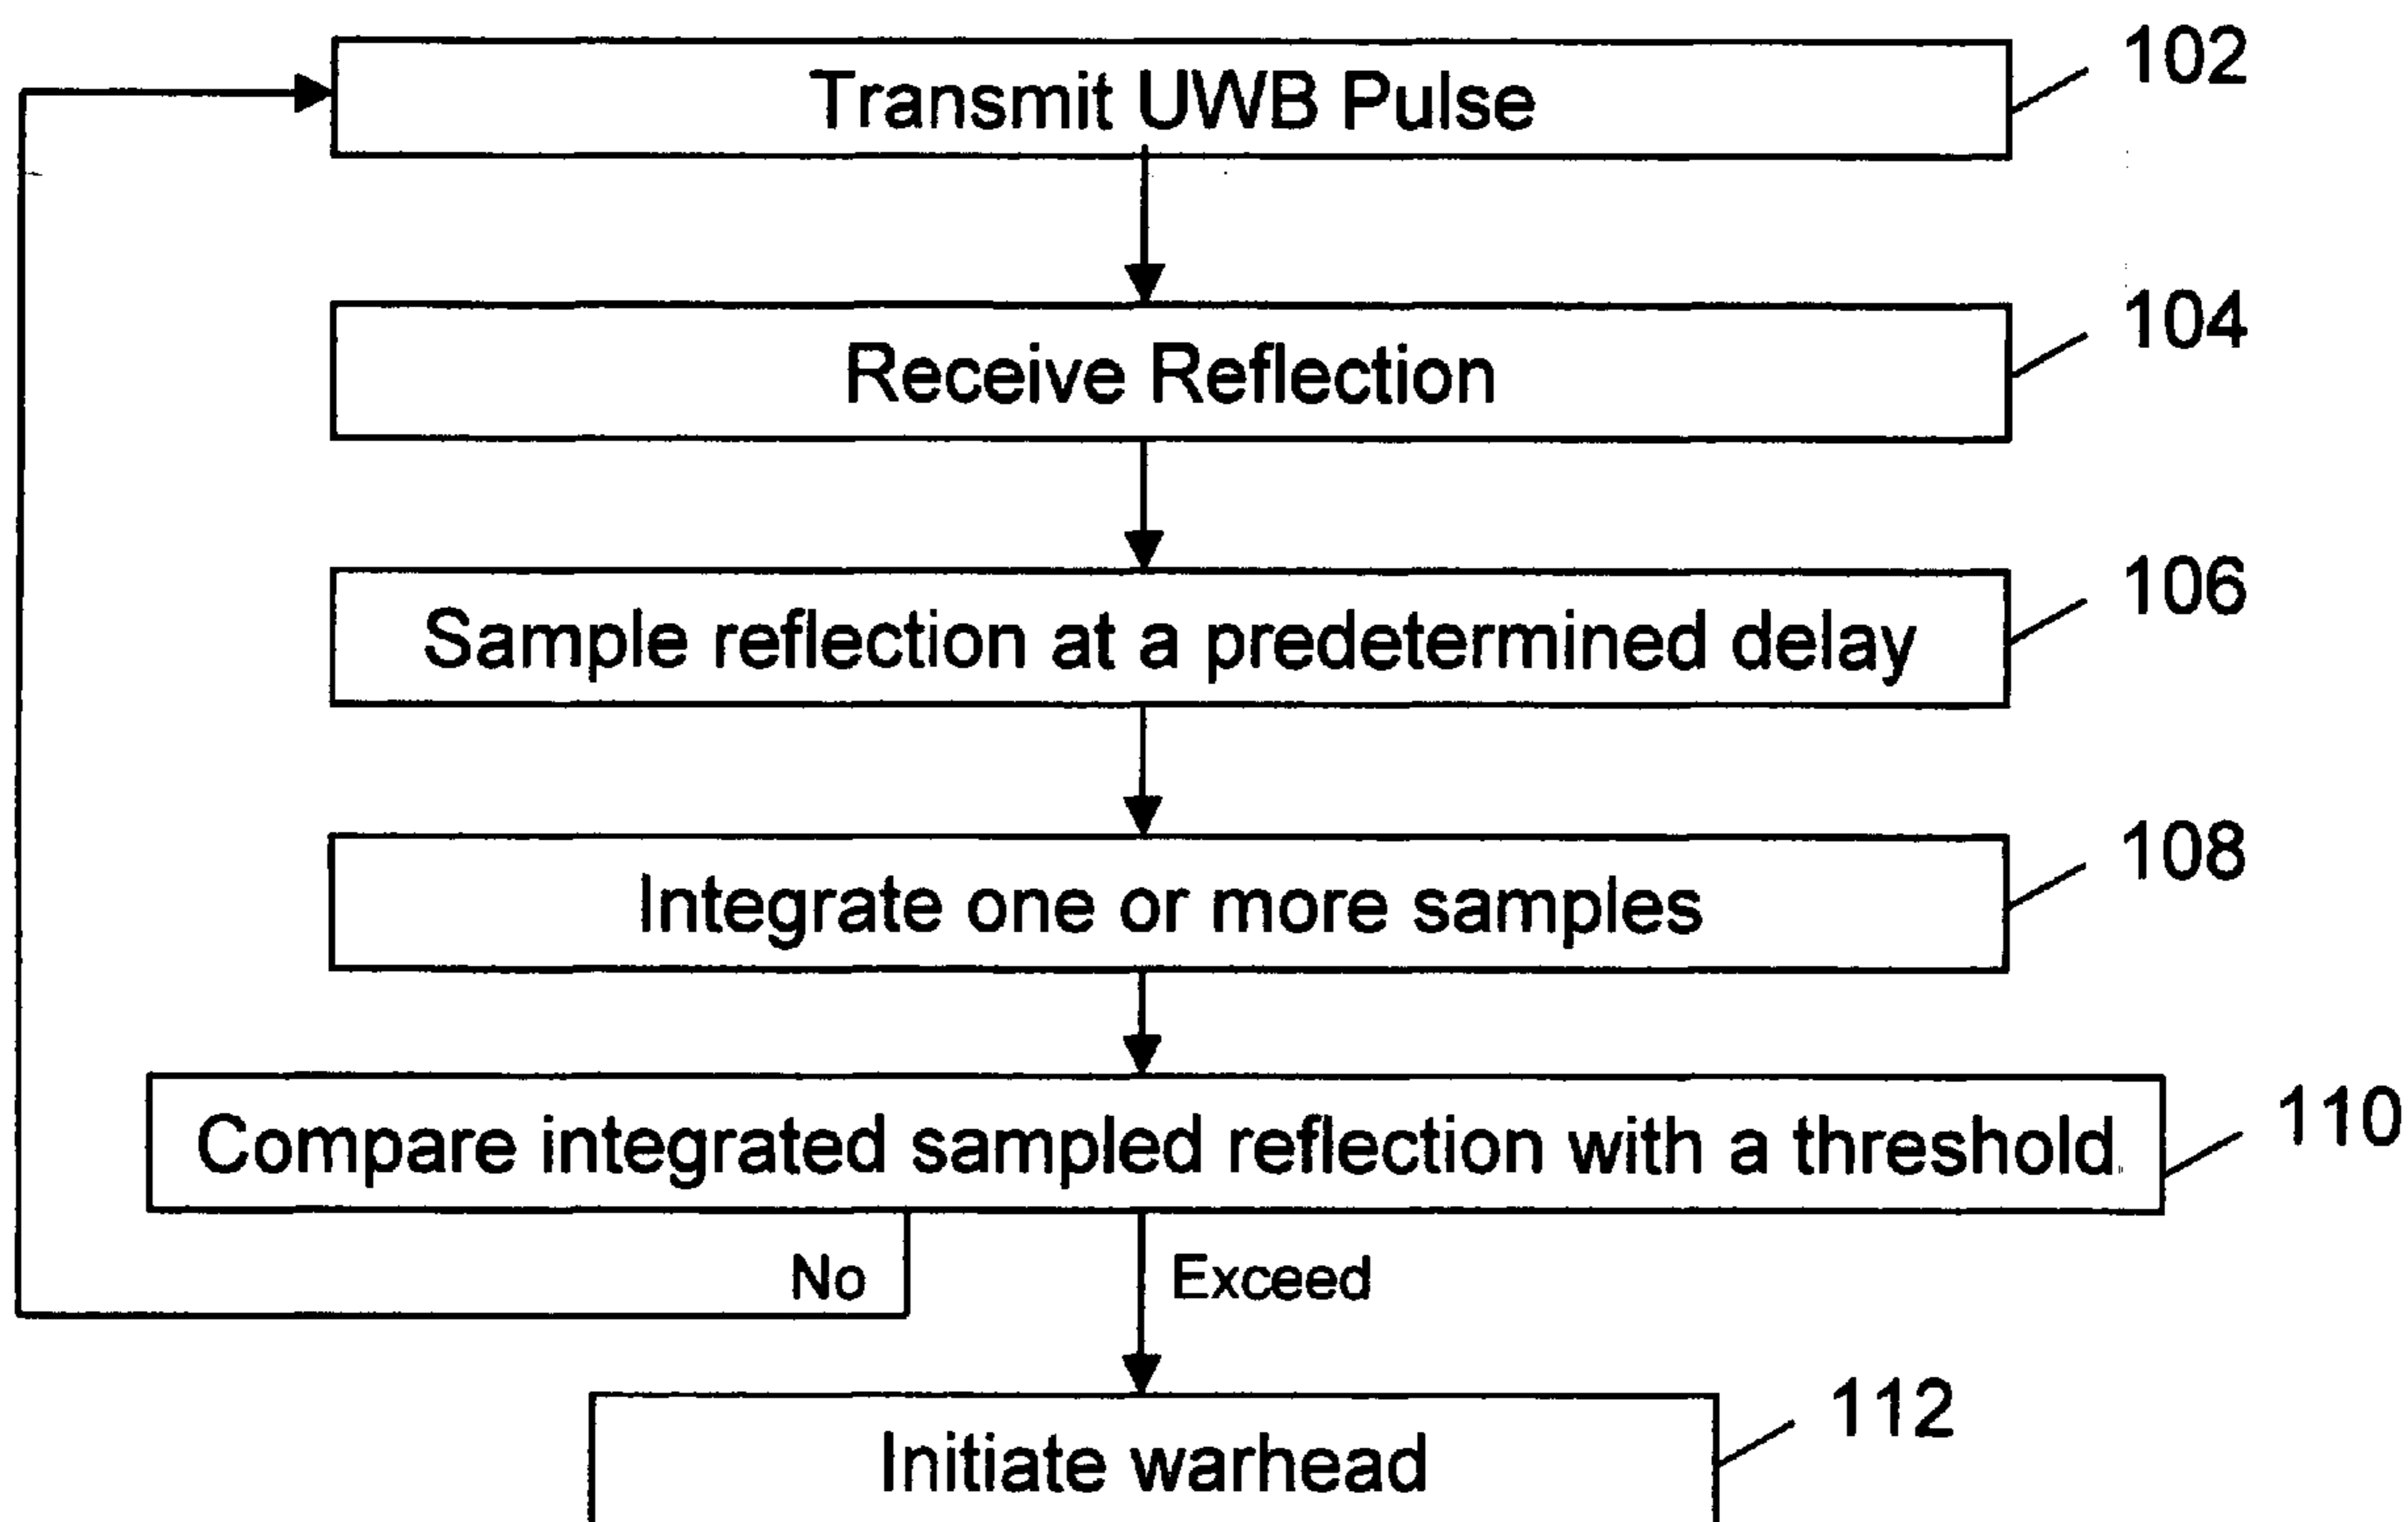 Transmit UWB Pulse
102
Receive Reflection
104
Sample reflection at a predetermined delay
106
Integrate one or more samples
108
Compare integrated sampled reflection with a threshold
110
No
Exceed
Initiate warhead
112